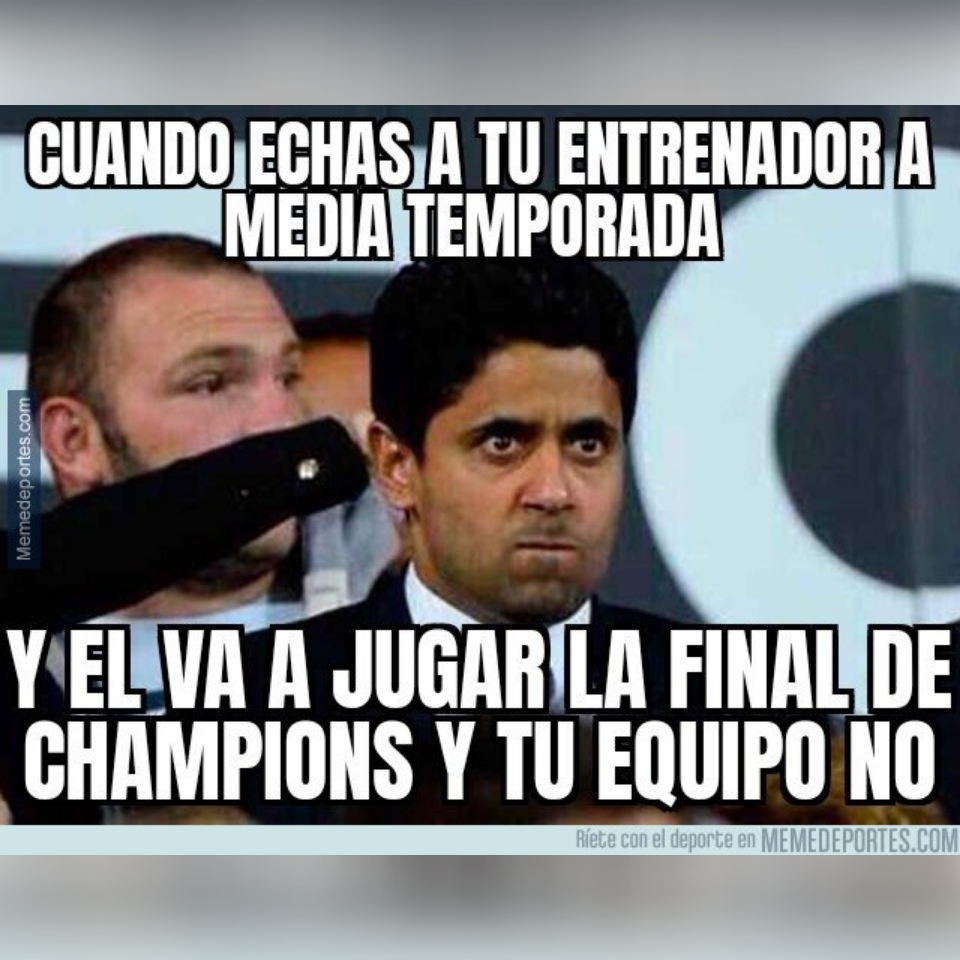 CUANDO ECHAS A TU ENTRENADOR A
MEDIA TEMPORADA
Memedeportes.com
Y EL VA A JUGAR LA FINAL DE
CHAMPIONS Y TU EQUIPO NO
Ríete con el deporte en MEMEDEPORTES.COM